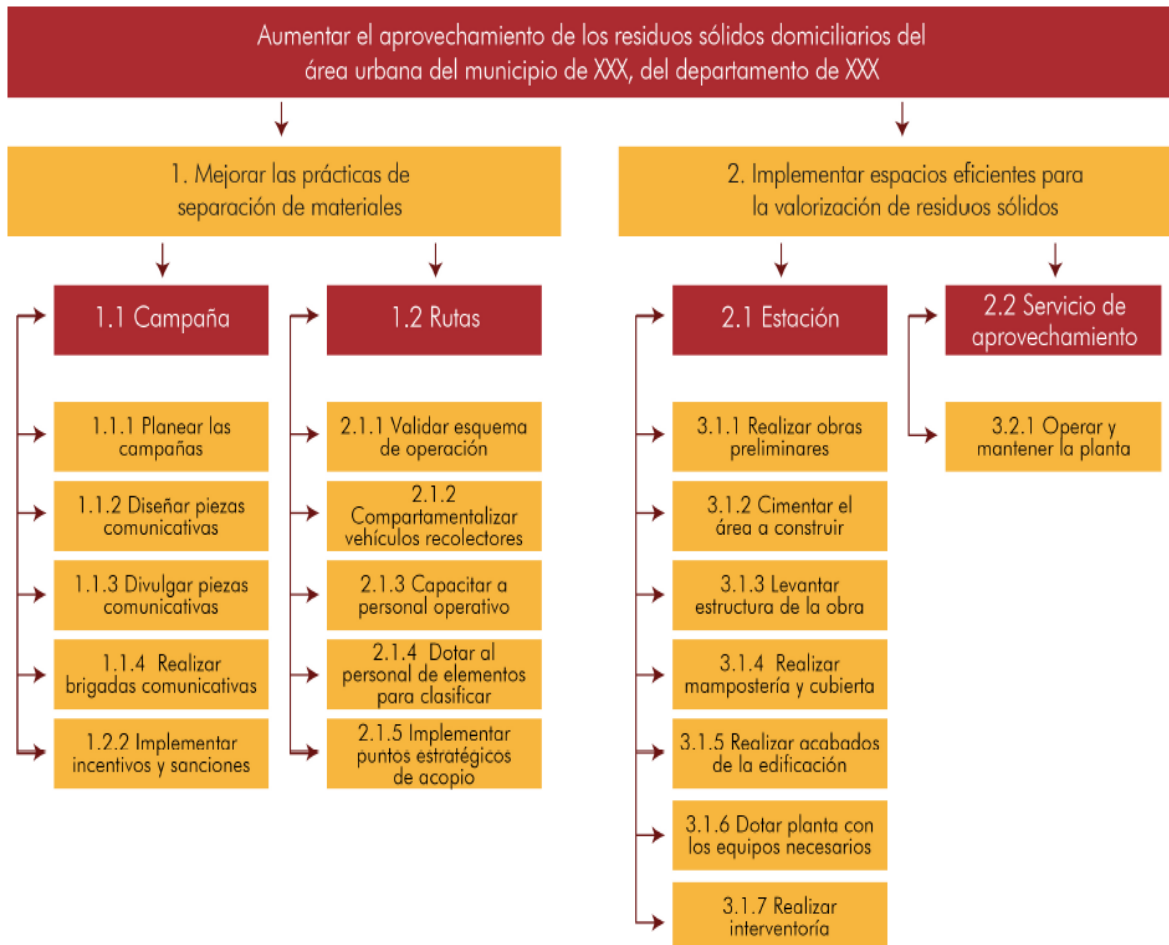 Aumentar el aprovechamiento de los residuos sólidos domiciliarios del
área urbana del municipio de XXX, del departamento de XXX
1. Mejorar las prácticas de
separación de materiales
2. Implementar espacios eficientes para
la valorización de residuos sólidos
1.1 Campaña
1.2 Rutas
2.1 Estación
2.2 Servicio de
aprovechamiento
1.1.1 Planear las
campañas
1.1.2 Diseñar piezas
comunicativas
1.1.3 Divulgar piezas
comunicativas
1.1.4 Realizar
brigadas comunicativas
1.2.2 Implementar
incentivos y sanciones
2.1.1 Validar esquema
de operación
2.1.2
Compartamentalizar
vehículos recolectores
2.1.3 Capacitar a
personal operativo
2.1.4 Dotar al
personal de elementos
para clasificar
2.1.5 Implementar
puntos estratégicos
de acopio
3.1.1 Realizar obras
preliminares
3.1.2 Cimentar el
área a construir
3.1.3 Levantar
estructura de la obra
3.1.4 Realizar
mampostería y cubierta
3.1.5 Realizar acabados
de la edificación
3.1.6 Dotar planta con
los equipos necesarios
3.1.7 Realizar
interventoría
3.2.1 Operar y
mantener la planta